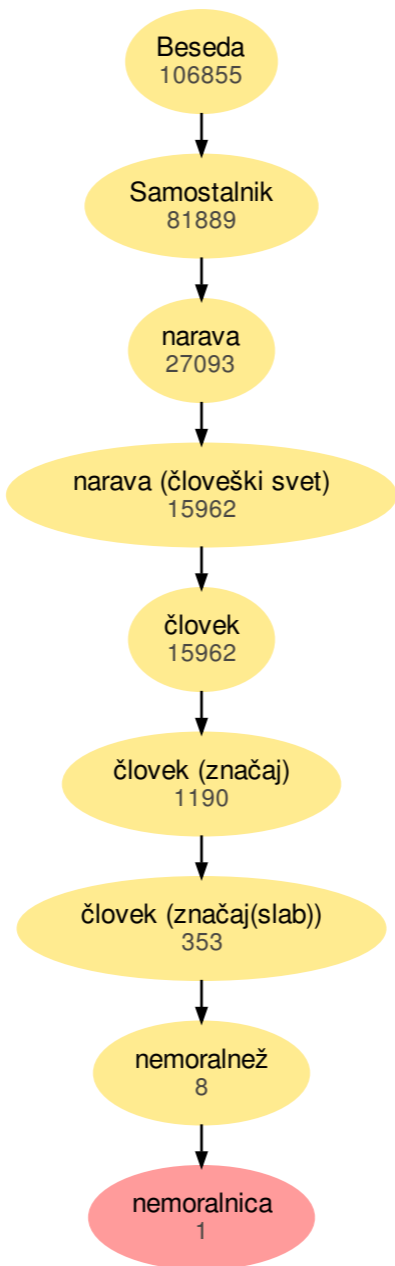 Beseda
106855
Samostalnik
81889
narava
27093
narava (človeški svet)
15962
človek
15962
človek (značaj)
1190
človek (značaj(slab))
353
nemoralnež
8
nemoralnica
1